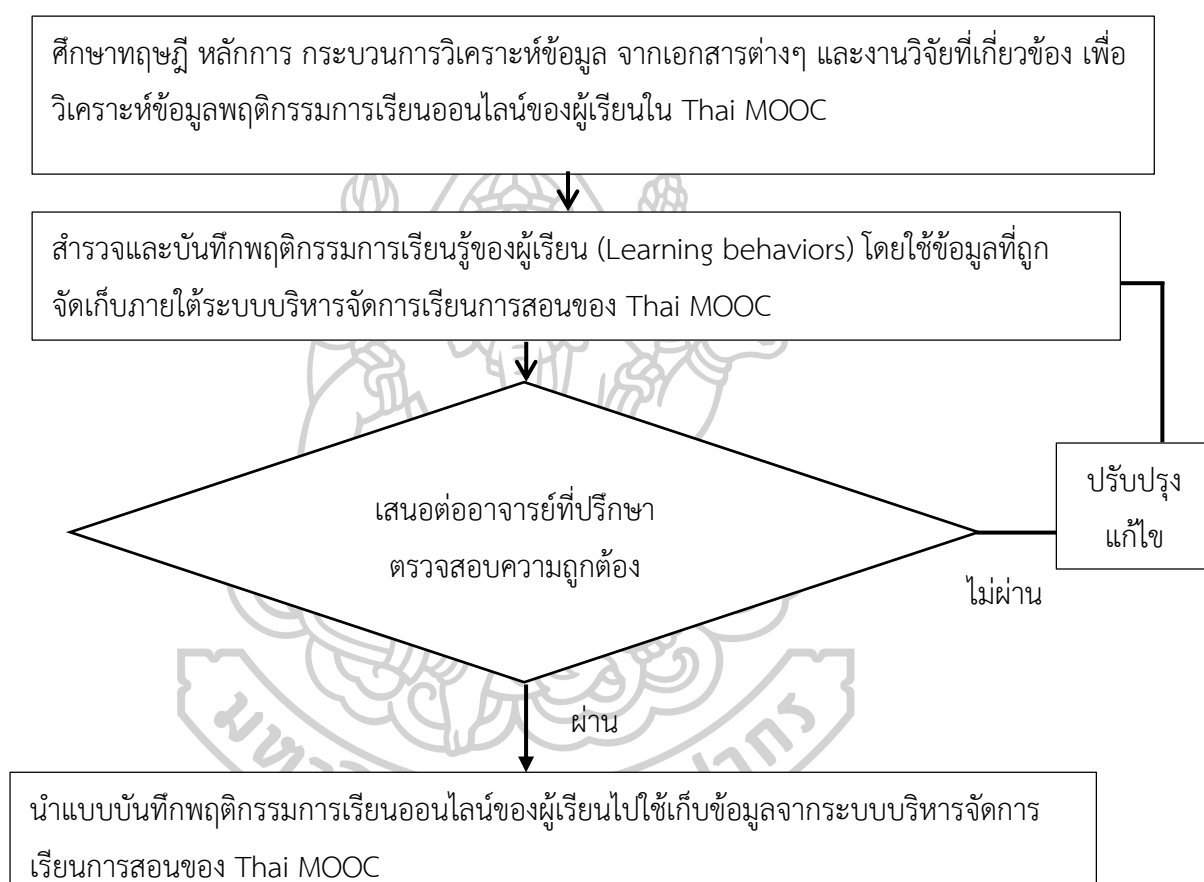 ศึกษาทฤษฎี หลักการ กระบวนการวิเคราะห์ข้อมูล จากเอกสารต่างๆ และงานวิจัยที่เกี่ยวข้อง เพื่อ
วิเคราะห์ข้อมูลพฤติกรรมการเรียนออนไลน์ของผู้เรียนใน Thai MOOC
สำรวจและบันทึกพฤติกรรมการเรียนรู้ของผู้เรียน (Learning behaviors) โดยใช้ข้อมูลที่ถูก
จัดเก็บภายใต้ระบบบริหารจัดการเรียนการสอนของ Thai MOOC
เสนอต่ออาจารย์ที่ปรึกษา
ตรวจสอบความถูกต้อง
ปรับปรุง
แก้ไข
ไม่ผ่าน
ผ่าน
นำแบบบันทึกพฤติกรรมการเรียนออนไลน์ของผู้เรียนไปใช้เก็บข้อมูลจากระบบบริหารจัดการ
เรียนการสอนของ Thai MOOC